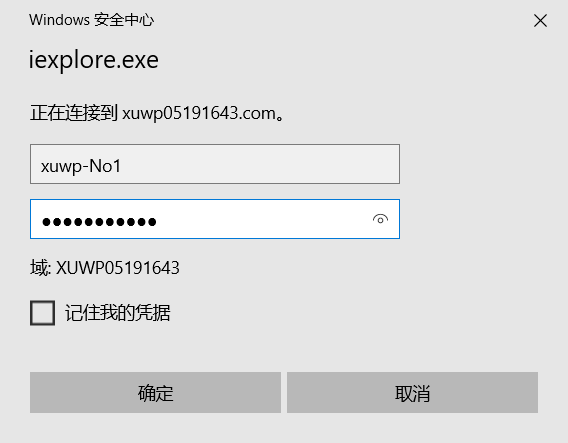 Windows 安全中心
iexplore.exe
正在连接到 xuwp05191643.com。
xuwp-No1
●●●●●●●●●●●
域: XUWP05191643
记住我的凭据
确定
取消